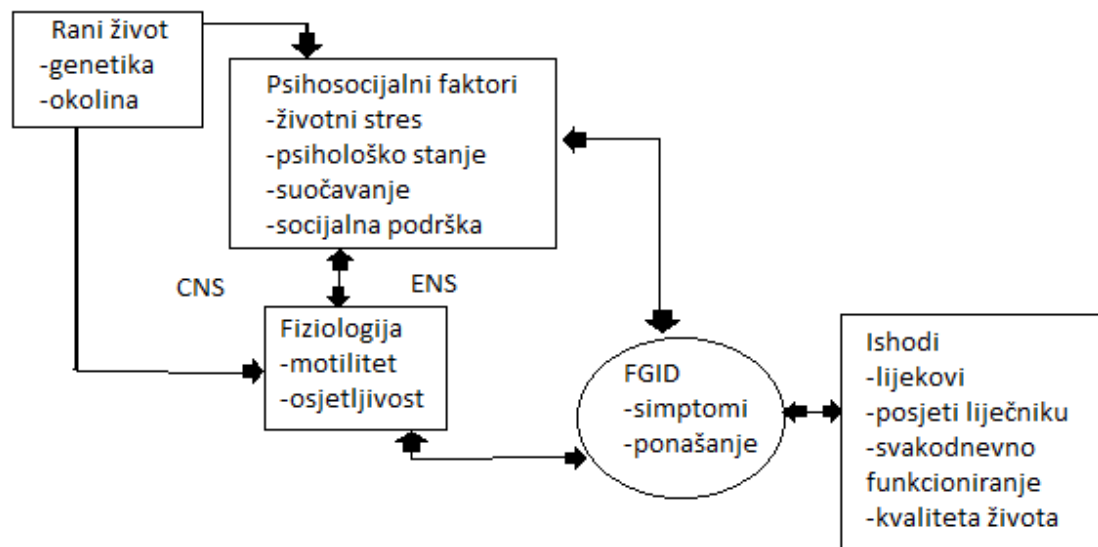 Rani život
-genetika
-okolina
Psihosocijalni faktori
-životni stres
-psihološko stanje
-suočavanje
-socijalna podrška
CNS
ENS
Fiziologija
-motilitet
-osjetljivost
FGID
-simptomi
-ponašanje
Ishodi
-lijekovi
-posjeti liječniku
-svakodnevno
funkcioniranje
-kvaliteta života